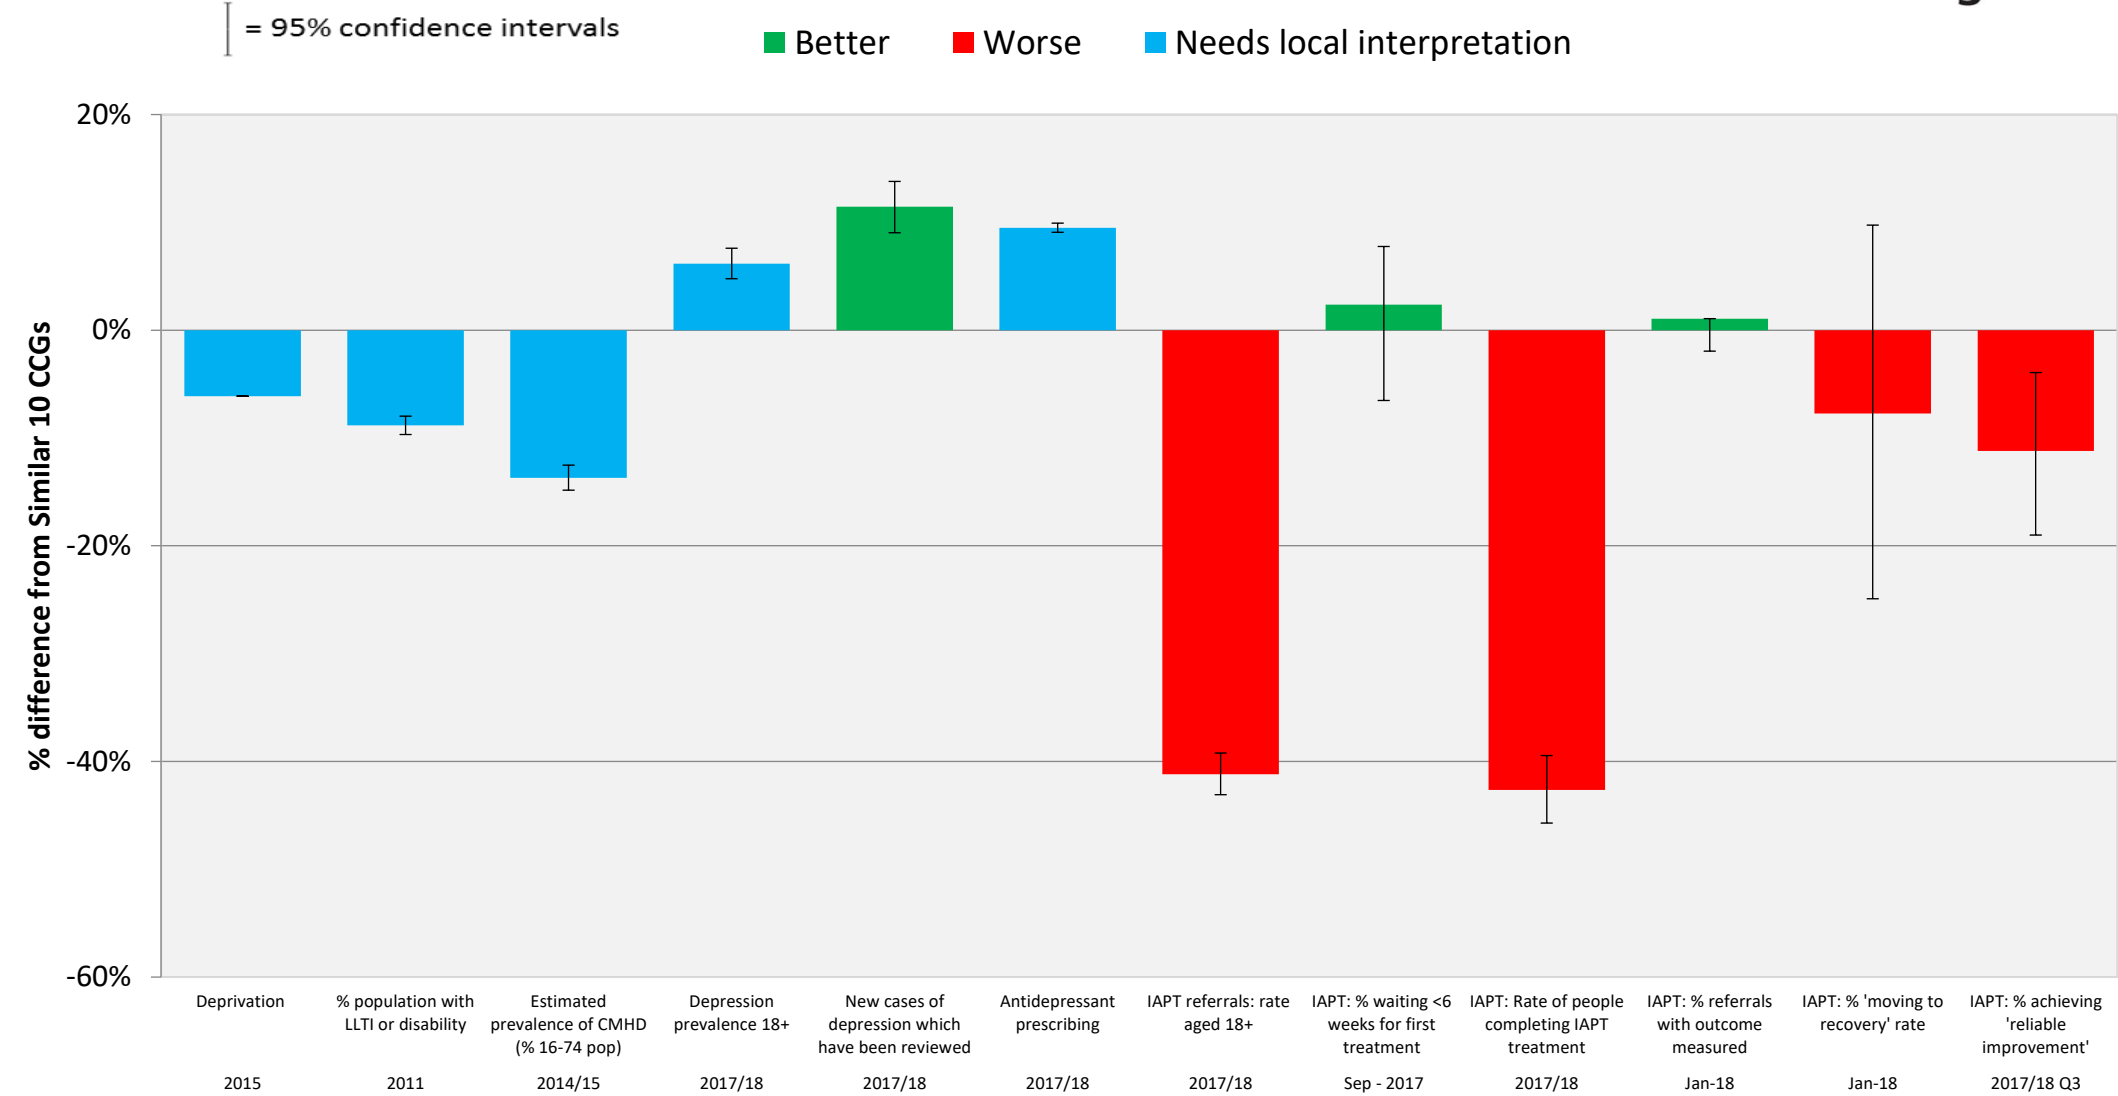 = 95% confidence intervals
Better
Worse
Needs local interpretation
% difference from Similar 10 CCGs
20%
0%
-20%
-40%
-60%
Deprivation
2015
% population with
LLTI or disability
2011
Estimated
prevalence of CMHD
(% 16-74 pop)
2014/15
Depression
prevalence 18+
2017/18
New cases of
depression which
have been reviewed
2017/18
Antidepressant
prescribing
2017/18
IAPT referrals: rate
aged 18+
2017/18
IAPT: % waiting <6
weeks for first
treatment
Sep - 2017
IAPT: Rate of people
completing IAPT
treatment
2017/18
IAPT: % referrals
with outcome
measured
Jan-18
IAPT: % 'moving to
recovery' rate
Jan-18
IAPT: % achieving
'reliable
improvement'
2017/18 Q3